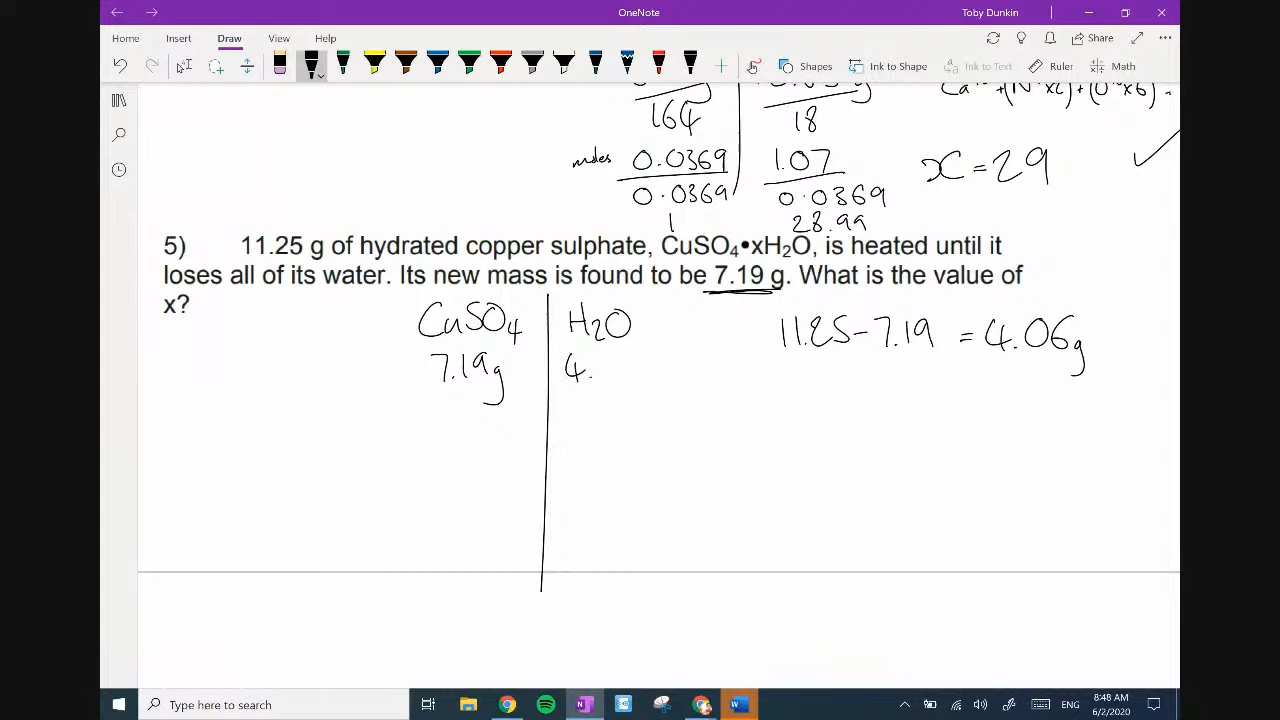 OneNote
Toby Dunkin
Home Insert Draw View Help
Share
Shapes Ink to Shape Ink to Text Ruler Math
164 18
moles 0.0369 1.07 x = 29
0.0369 0.0369
1 28.99
5) 11.25 g of hydrated copper sulphate, CuSO4•xH2O, is heated until it
loses all of its water. Its new mass is found to be 7.19 g. What is the value of
x?
CuSO4 H2O 11.25-7.19 = 4.06g
7.19g 4.
Type here to search
ENG
8:48 AM
6/2/2020